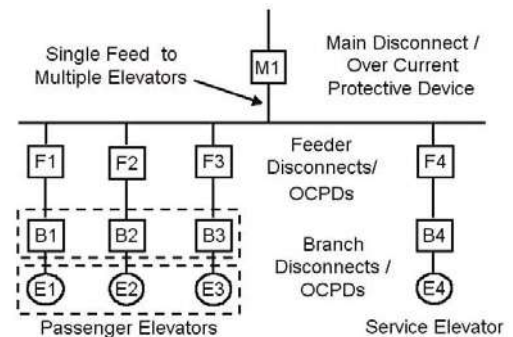 Single Feed to
Multiple Elevators
M1
Main Disconnect /
Over Current
Protective Device
F1
F2
F3
Feeder
Disconnects/
OCPDs
F4
B1
B2
B3
Branch
Disconnects /
OCPDs
B4
E1
E2
E3
E4
Passenger Elevators
Service Elevator